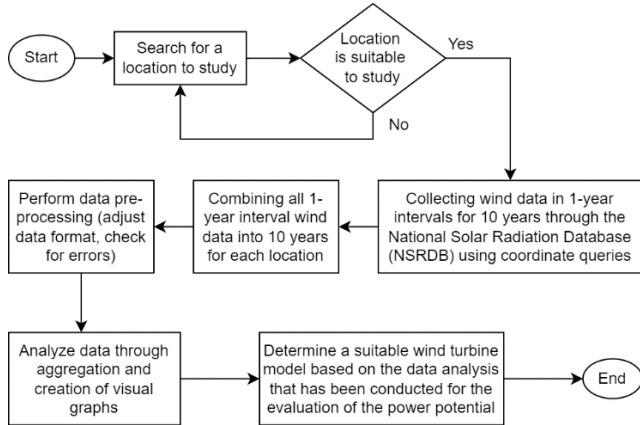 Start
Search for a
location to study
Location
is suitable
to study
Yes
No
Collecting wind data in 1-year
intervals for 10 years through the
National Solar Radiation Database
(NSRDB) using coordinate queries
Combining all 1-
year interval wind
data into 10 years
for each location
Perform data pre-
processing (adjust
data format, check
for errors)
Analyze data through
aggregation and
creation of visual
graphs
Determine a suitable wind turbine
model based on the data analysis
that has been conducted for the
evaluation of the power potential
End